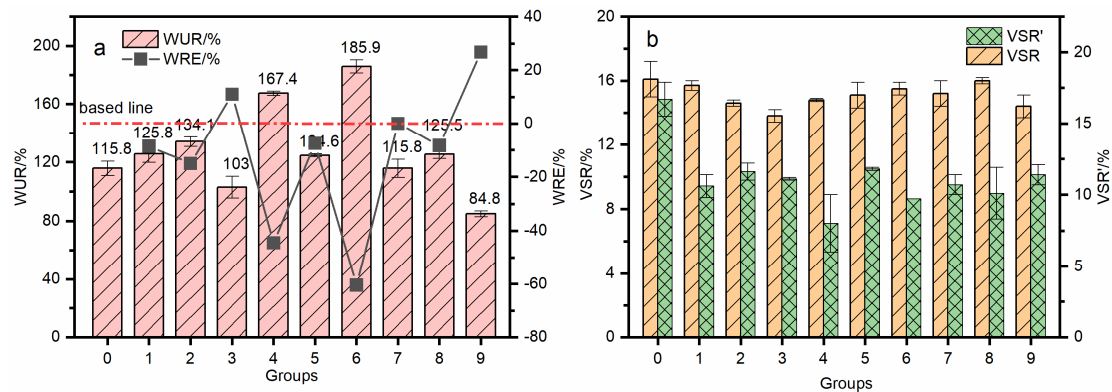 a
WUR/%
WRE/%
based line
115.8
125.8
134.1
103
167.4
124.6
185.9
115.8
125.5
84.8
200
160
120
80
40
0
WUR/%
40
20
0
-20
-40
-60
-80
WRE/%
0 1 2 3 4 5 6 7 8 9
Groups
b
VSR'
VSR
20
16
12
8
4
0
VSR/%
20
15
10
5
0
VSR'/%
0 1 2 3 4 5 6 7 8 9
Groups